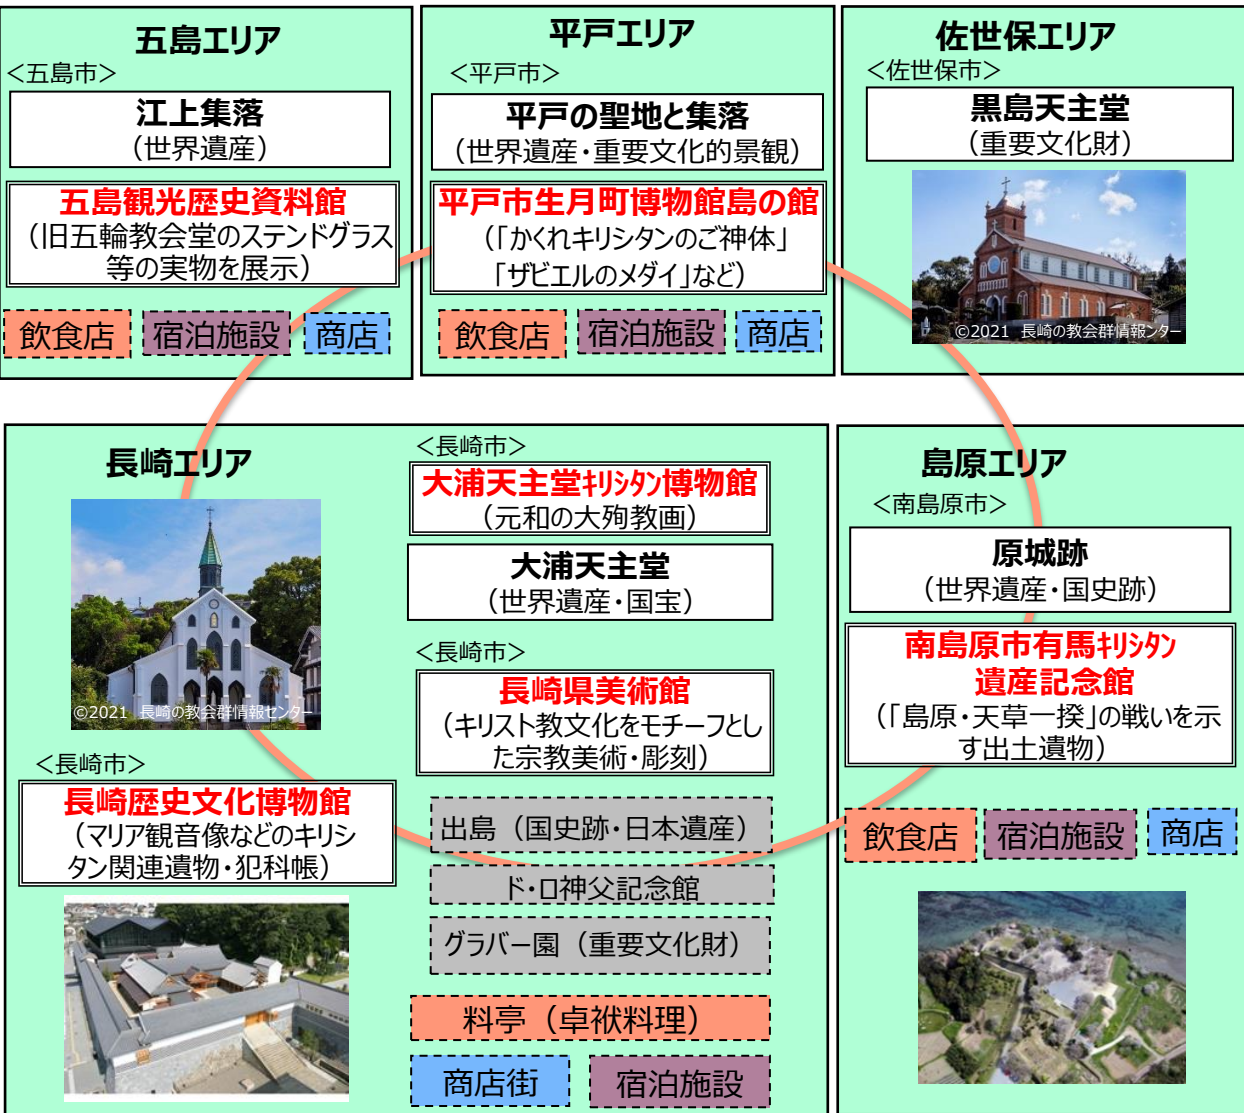 五島エリア
<五島市>
江上集落
(世界遺産)
五島観光歴史資料館
(旧五輪教会堂のステンドグラス
等の実物を展示)
飲食店
宿泊施設
商店
平戸エリア
<平戸市>
平戸の聖地と集落
(世界遺産・重要文化的景観)
平戸市生月町博物館島の館
(「かくれキリシタンのご神体」
「ザビエルのメダイ」など)
飲食店
宿泊施設
商店
佐世保エリア
<佐世保市>
黒島天主堂
(重要文化財)
©2021 長崎の教会群情報ンター
長崎エリア
©2021 長崎の教会群情報センター
<長崎市>
長崎歴史文化博物館
(マリア観音像などのキリシ
タン関連遺物・犯科帳)
<長崎市>
大浦天主堂キリシタン博物館
(元和の大殉教画)
大浦天主堂
(世界遺産・国宝)
<長崎市>
長崎県美術館
(キリスト教文化をモチーフとし
た宗教美術・彫刻)
出島(国史跡・日本遺産)
ド・ロ神父記念館
グラバー園(重要文化財)
料亭(卓袱料理)
商店街
宿泊施設
島原エリア
<南島原市>
原城跡
(世界遺産・国史跡)
南島原市有馬キリシタン
遺産記念館
(「島原・天草一揆」の戦いを示
す出土遺物)
飲食店
宿泊施設
商店